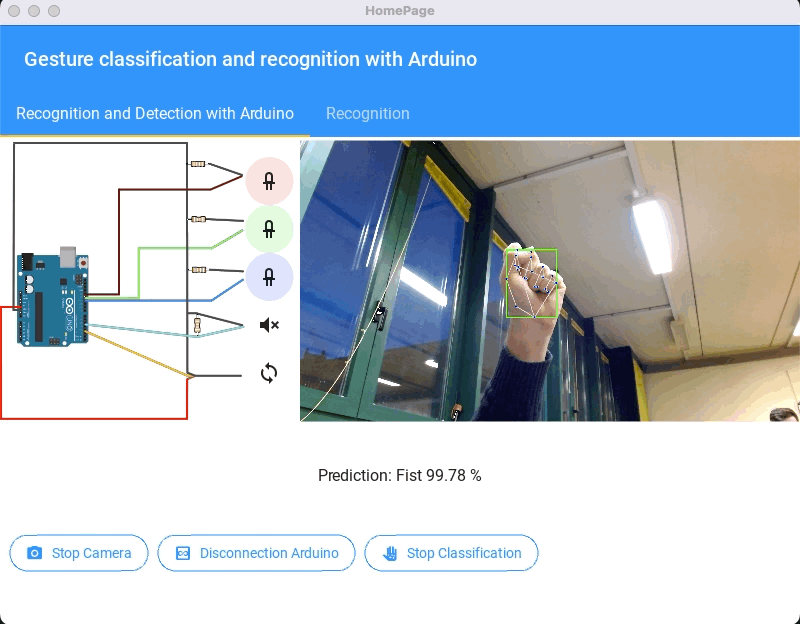 HomePage
Gesture classification and recognition with Arduino
Recognition and Detection with Arduino
Recognition
Prediction: Fist 99.78 %
Stop Camera
Disconnection Arduino
Stop Classification